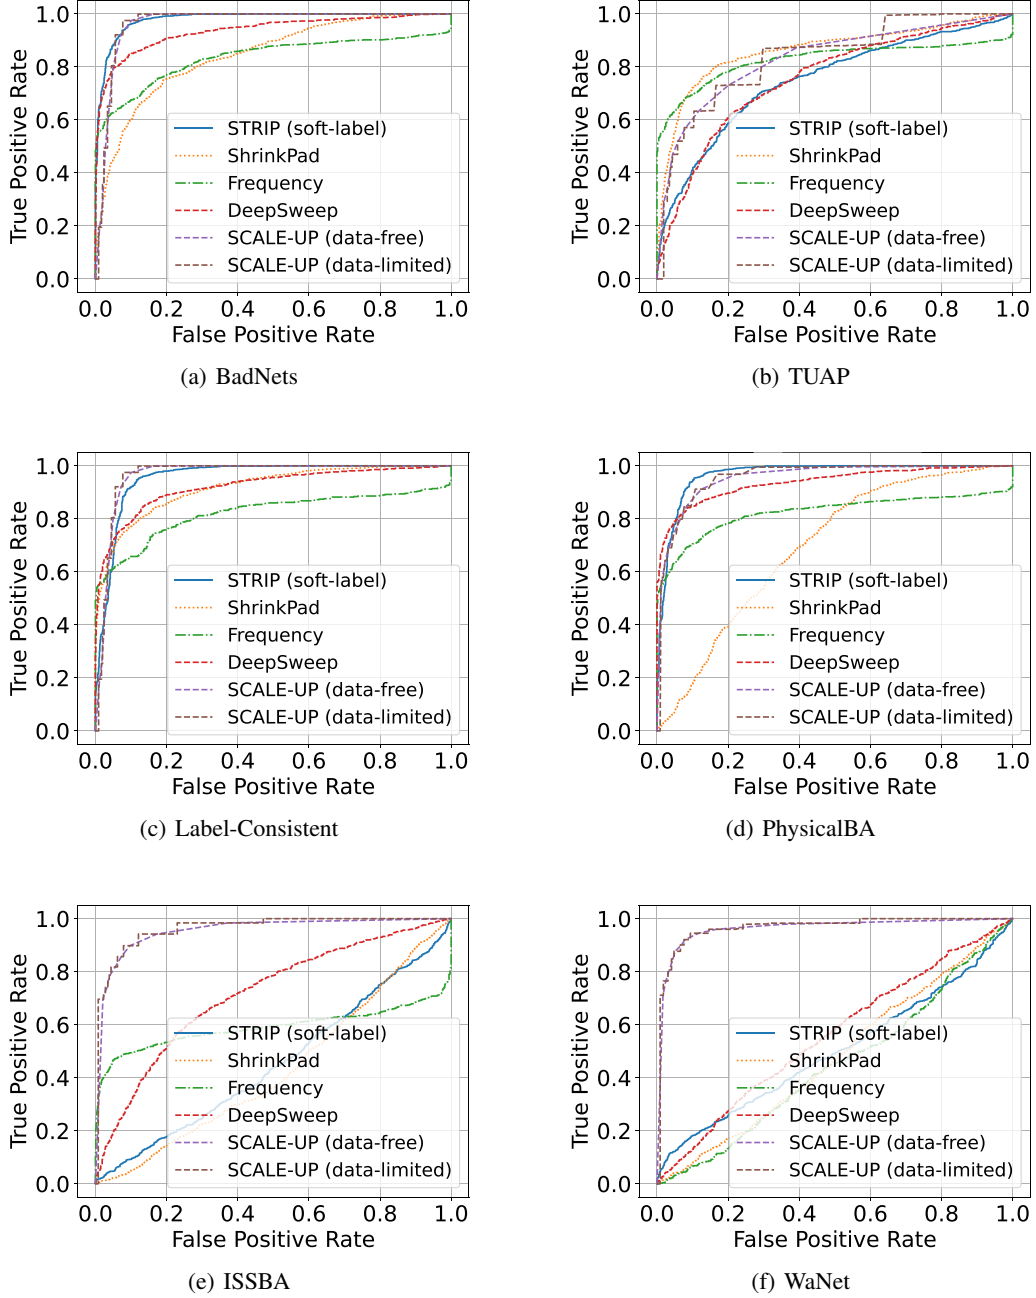 True Positive Rate
1.0
0.8
0.6
0.4
0.2
0.0
STRIP (soft-label)
ShrinkPad
Frequency
DeepSweep
SCALE-UP (data-free)
SCALE-UP (data-limited)
0.0 0.2 0.4 0.6 0.8 1.0
False Positive Rate
(a) BadNets
True Positive Rate
1.0
0.8
0.6
0.4
0.2
0.0
STRIP (soft-label)
ShrinkPad
Frequency
DeepSweep
SCALE-UP (data-free)
SCALE-UP (data-limited)
0.0 0.2 0.4 0.6 0.8 1.0
False Positive Rate
(b) TUAP
True Positive Rate
1.0
0.8
0.6
0.4
0.2
0.0
STRIP (soft-label)
ShrinkPad
Frequency
DeepSweep
SCALE-UP (data-free)
SCALE-UP (data-limited)
0.0 0.2 0.4 0.6 0.8 1.0
False Positive Rate
(c) Label-Consistent
True Positive Rate
1.0
0.8
0.6
0.4
0.2
0.0
STRIP (soft-label)
ShrinkPad
Frequency
DeepSweep
SCALE-UP (data-free)
SCALE-UP (data-limited)
0.0 0.2 0.4 0.6 0.8 1.0
False Positive Rate
(d) PhysicalBA
True Positive Rate
1.0
0.8
0.6
0.4
0.2
0.0
STRIP (soft-label)
ShrinkPad
Frequency
DeepSweep
SCALE-UP (data-free)
SCALE-UP (data-limited)
0.0 0.2 0.4 0.6 0.8 1.0
False Positive Rate
(e) ISSBA
True Positive Rate
1.0
0.8
0.6
0.4
0.2
0.0
STRIP (soft-label)
ShrinkPad
Frequency
DeepSweep
SCALE-UP (data-free)
SCALE-UP (data-limited)
0.0 0.2 0.4 0.6 0.8 1.0
False Positive Rate
(f) WaNet